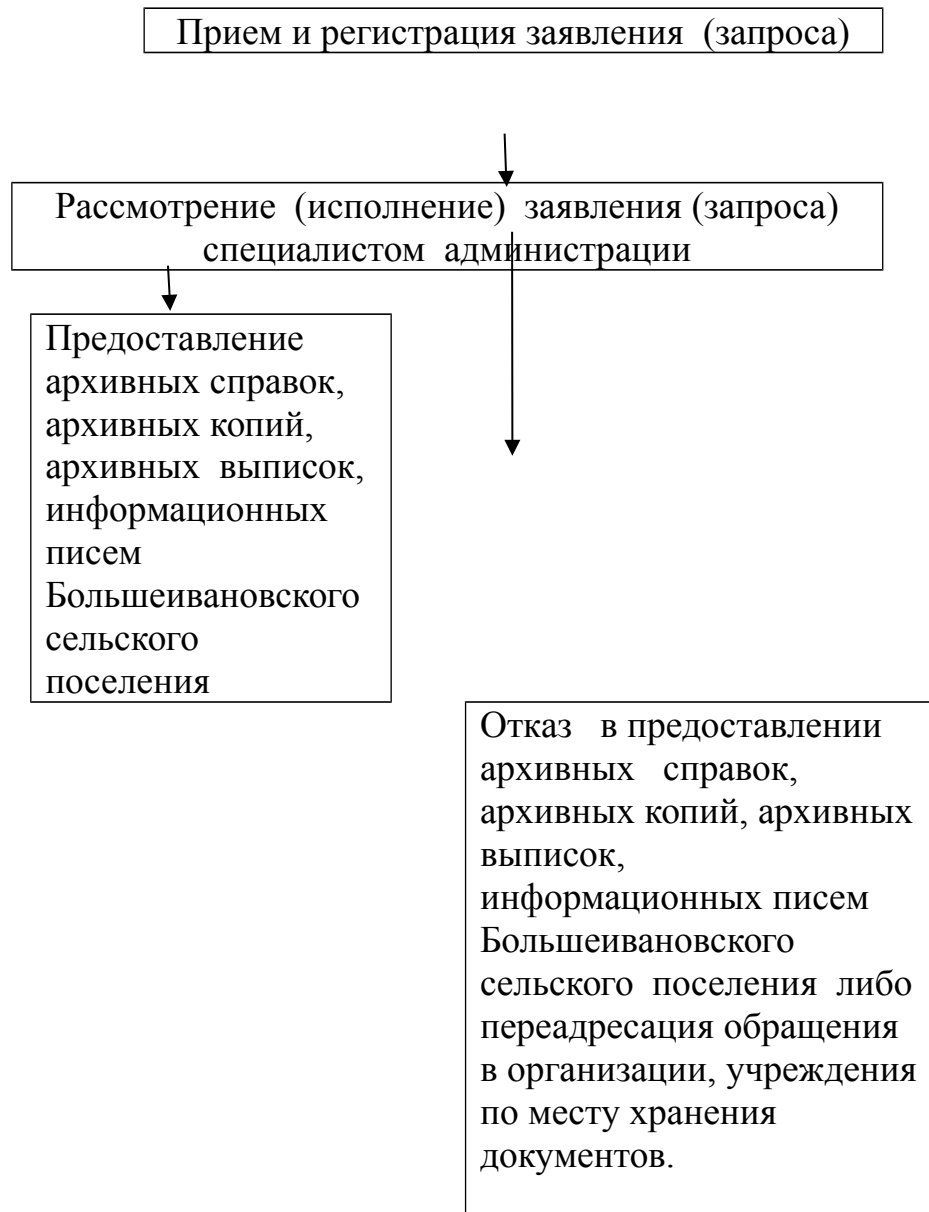 Прием и регистрация заявления (запроса)
Рассмотрение (исполнение) заявления (запроса)
специалистом администрации
Предоставление
архивных справок,
архивных копий,
архивных выписок,
информационных
писем
Большеивановского
сельского
поселения
Отказ в предоставлении
архивных справок,
архивных копий, архивных
выписок,
информационных писем
Большеивановского
сельского поселения либо
переадресация обращения
в организации, учреждения
по месту хранения
документов.